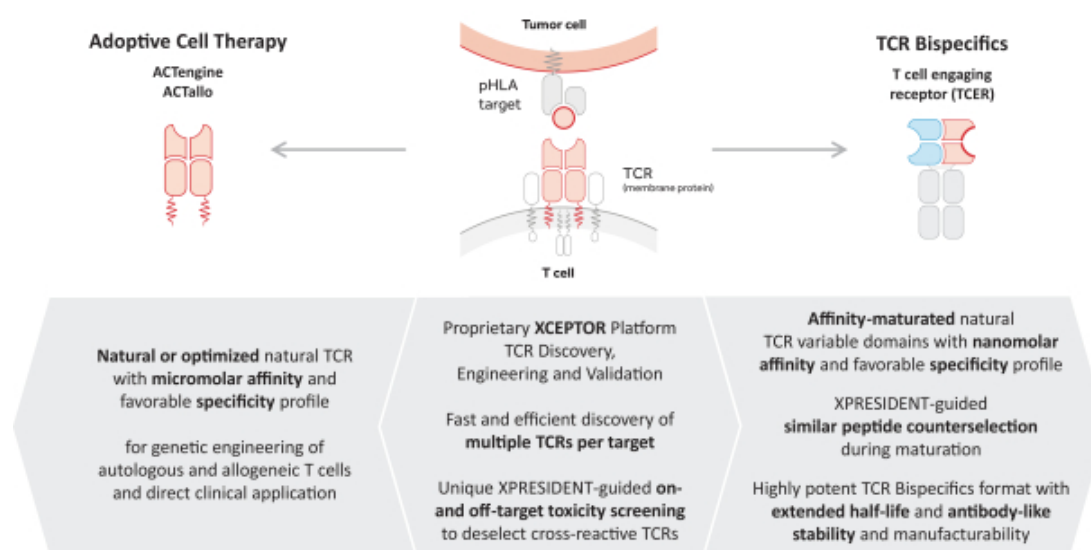 Adoptive Cell Therapy
ACTengine
ACTallo
Tumor cell
pHLA
target
TCR
(membrane protein)
T cell
TCR Bispecifics
T cell engaging
receptor (TCER)
Natural or optimized natural TCR
with micromolar affinity and
favorable specificity profile
for genetic engineering of
autologous and allogeneic T cells
and direct clinical application
Proprietary XCEPTOR Platform
TCR Discovery,
Engineering and Validation
Fast and efficient discovery of
multiple TCRs per target
Unique XPRESIDENT-guided on-
and off-target toxicity screening
to deselect cross-reactive TCRs
Affinity-maturated natural
TCR variable domains with nanomolar
affinity and favorable specificity profile
XPRESIDENT-guided
similar peptide counterselection
during maturation
Highly potent TCR Bispecifics format with
extended half-life and antibody-like
stability and manufacturability